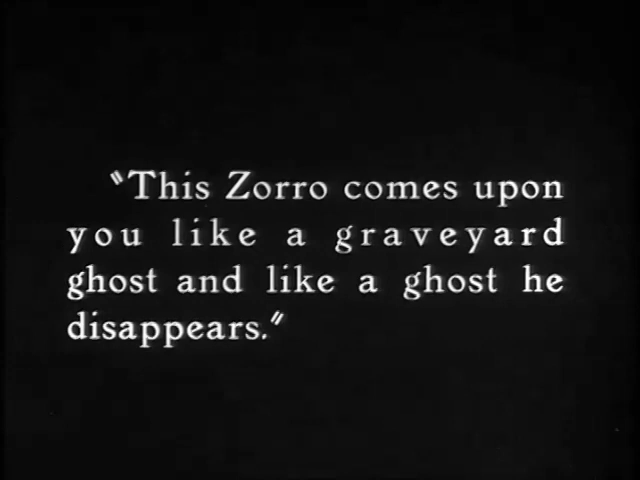 "This Zorro comes upon
you like a graveyard
ghost and like a ghost he
disappears."